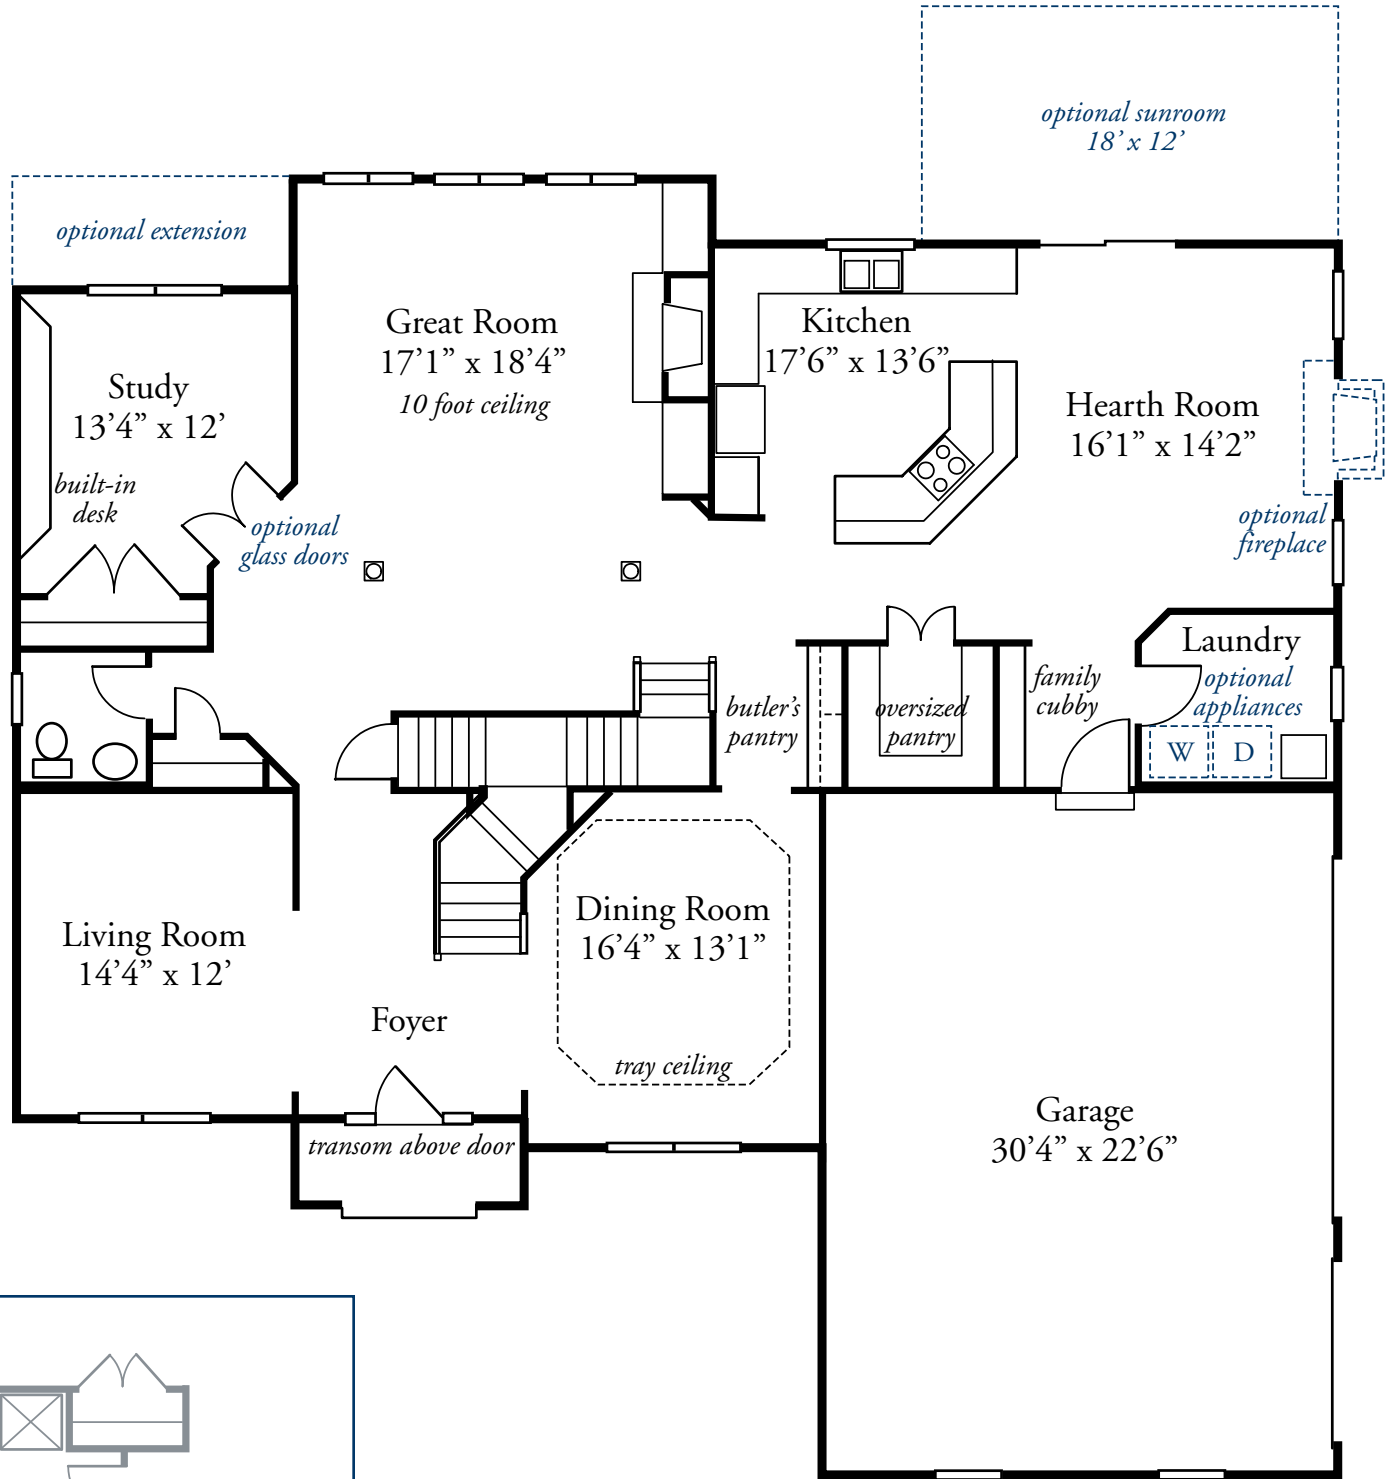 optional sunroom
18’ x 12’
optional extension
Great Room
17’1” x 18’4”
10 foot ceiling
Kitchen
17’6” x 13’6”
Study
13’4” x 12’
built-in
desk
optional
glass doors
Hearth Room
16’1” x 14’2”
optional
fireplace
Laundry
optional
appliances
W
D
family
cubby
oversized
pantry
butler’s
pantry
Living Room
14’4” x 12’
Dining Room
16’4” x 13’1”
tray ceiling
Foyer
transom above door
Garage
30’4” x 22’6”